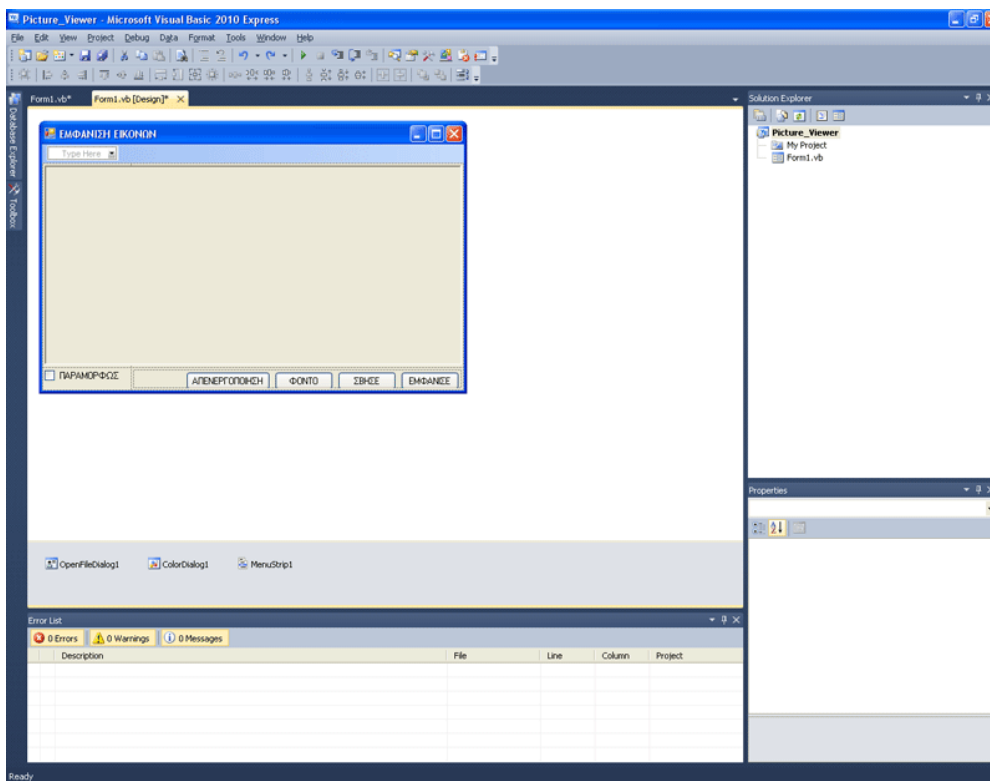 Picture_Viewer - Microsoft Visual Basic 2010 Express
File Edit View Project Debug Data Format Tools Window Help
Form1.vb* Form1.vb [Design]* Solution Explorer
Database Explorer
Toolbox
ΕΜΦΑΝΙΣΗ ΕΙΚΟΝΩΝ
Type Here
Picture_Viewer
My Project
Form1.vb
ΠΑΡΑΜΟΡΦΩΣΕ ΑΠΕΝΕΡΓΟΠΟΙΗΣΗ ΦΟΝΤΟ ΣΒΗΣΕ ΕΜΦΑΝΙΣΕ
Properties
OpenFileDialog1 ColorDialog1 MenuStrip1
Error List
0 Errors 0 Warnings 0 Messages
Description File Line Column Project
Ready